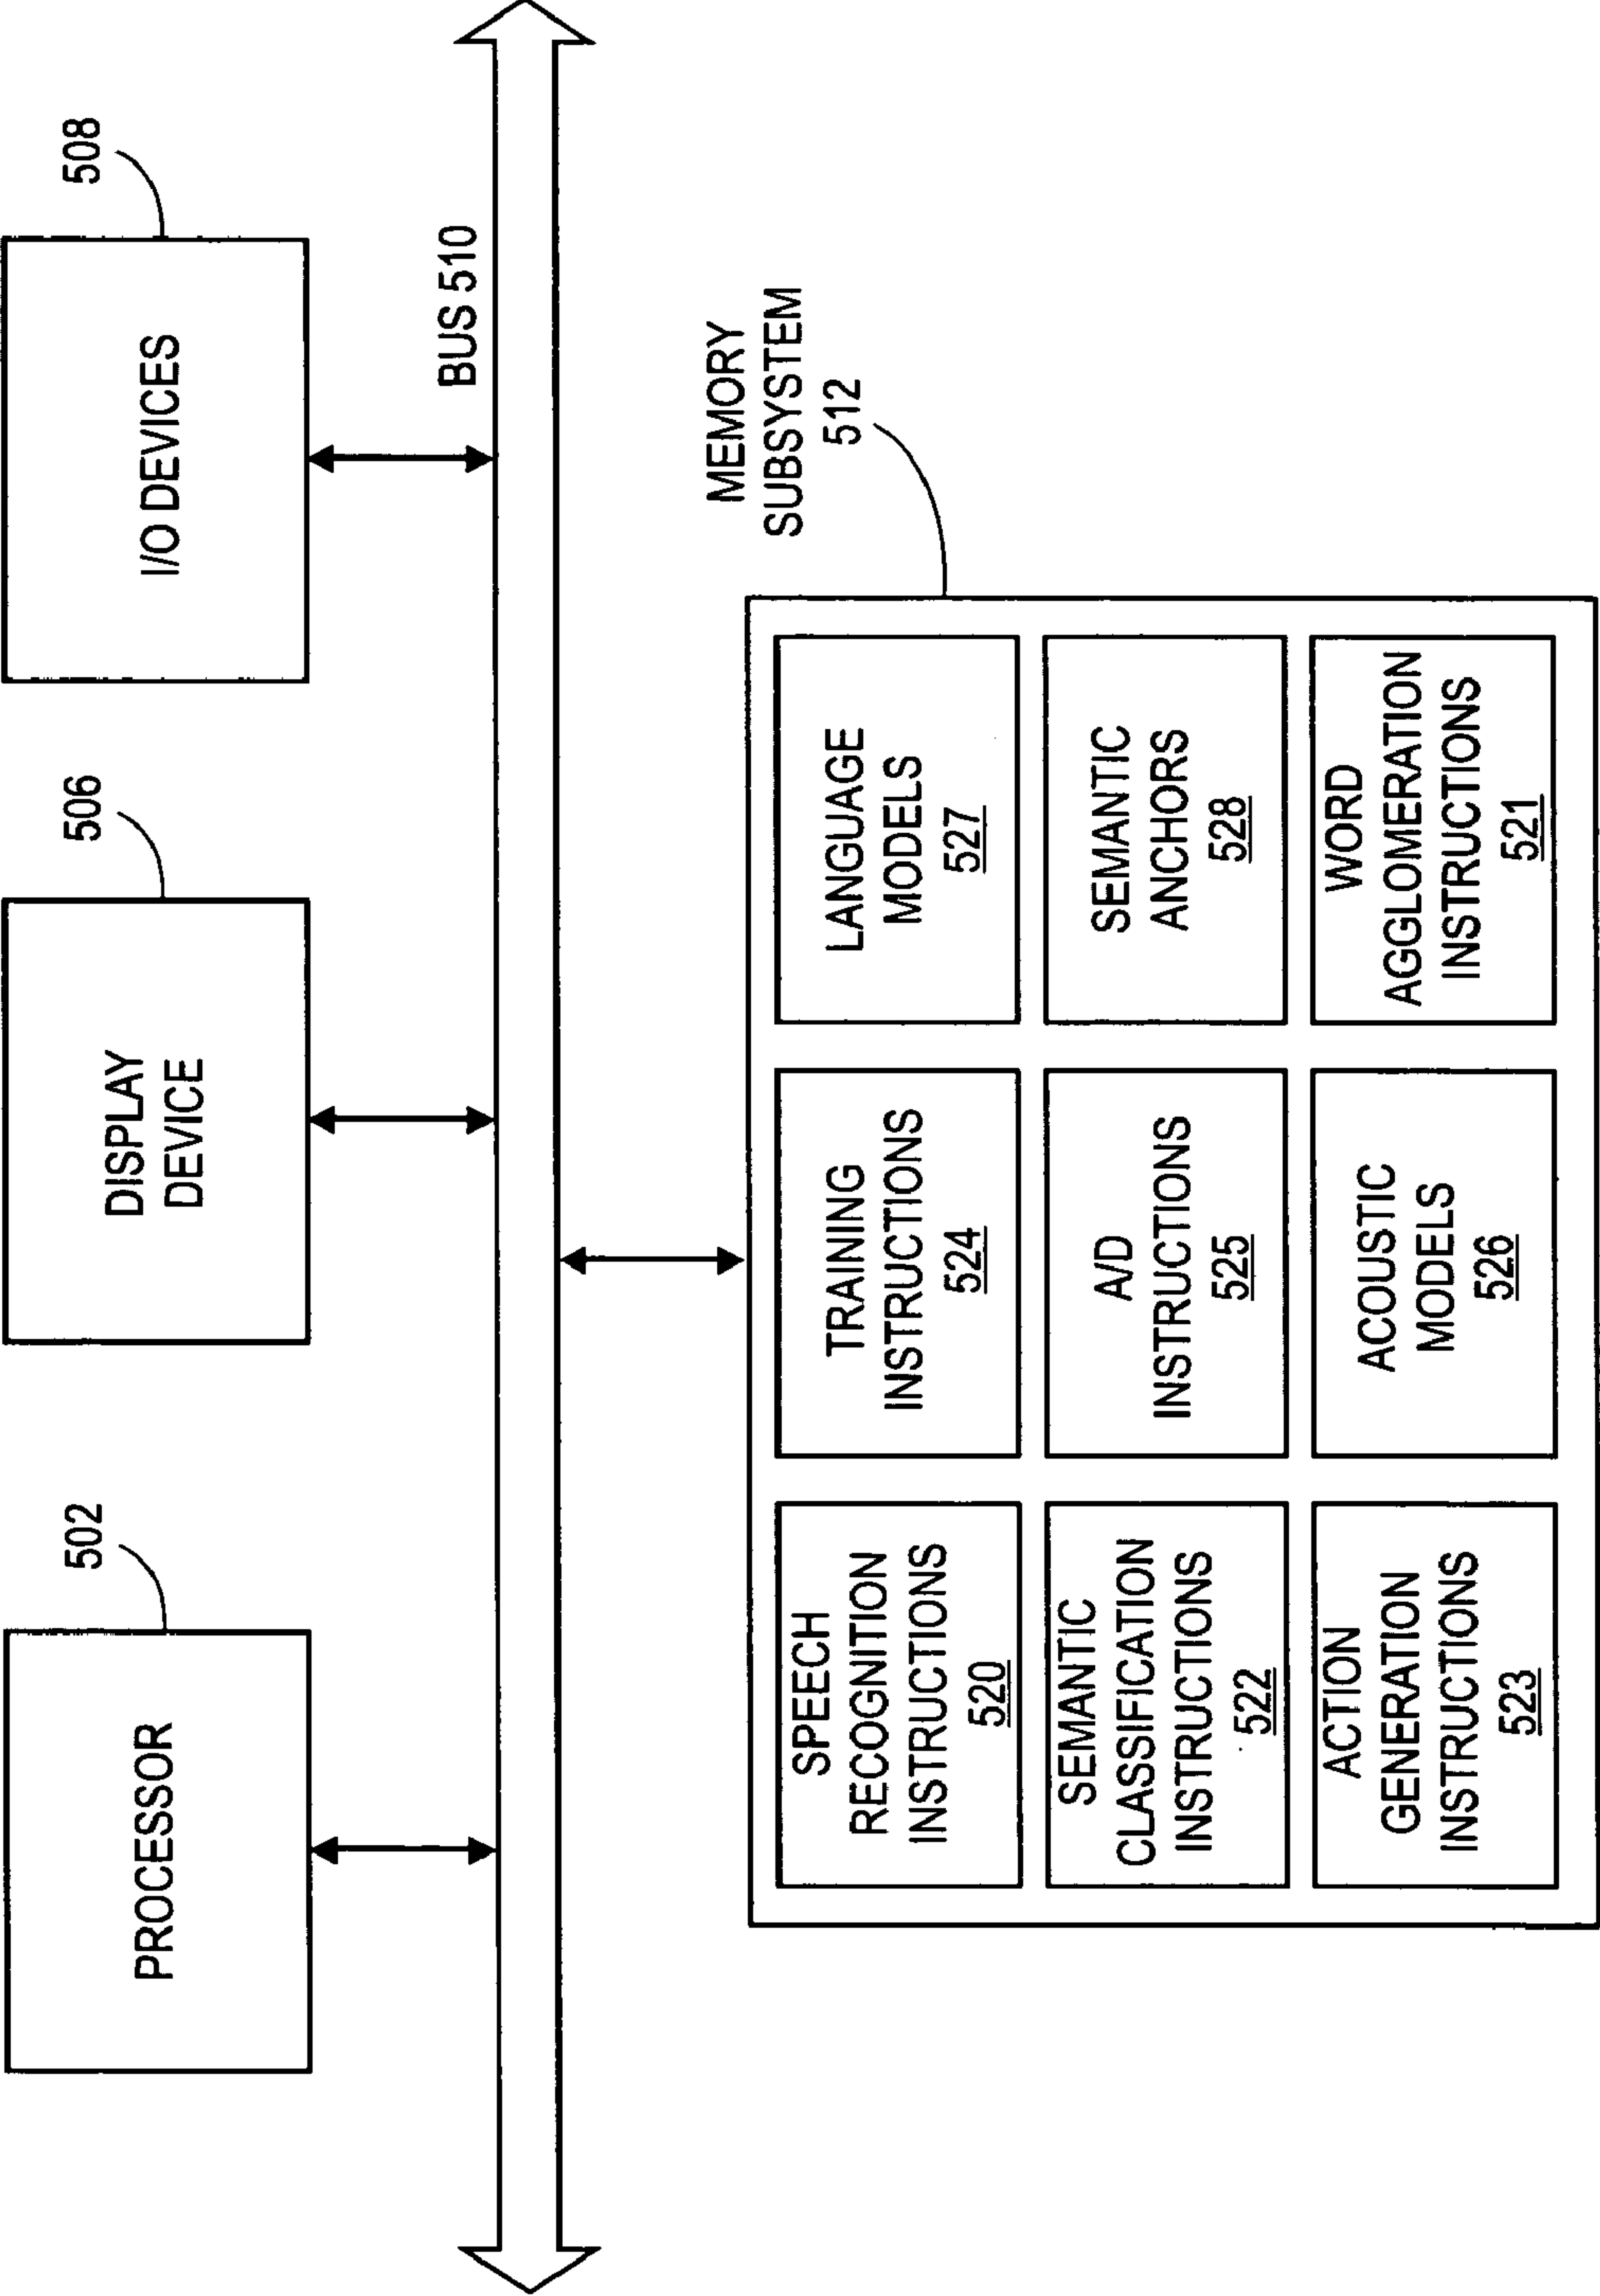 502
PROCESSOR
506
DISPLAY
DEVICE
508
I/O DEVICES
BUS 510
MEMORY
SUBSYSTEM
512
SPEECH
RECOGNITION
INSTRUCTIONS
520
TRAINING
INSTRUCTIONS
524
LANGUAGE
MODELS
527
SEMANTIC
CLASSIFICATION
INSTRUCTIONS
522
A/D
INSTRUCTIONS
525
SEMANTIC
ANCHORS
528
ACTION
GENERATION
INSTRUCTIONS
523
ACOUSTIC
MODELS
526
WORD
AGGLOMERATION
INSTRUCTIONS
521